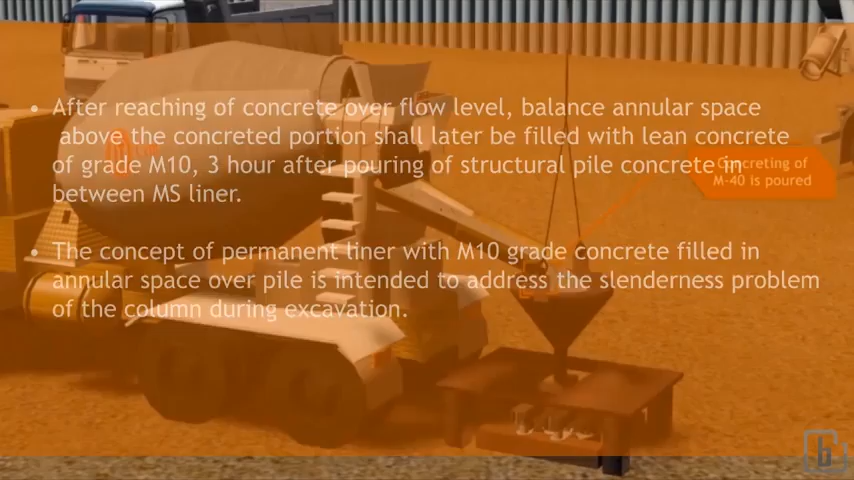 • After reaching of concrete over flow level, balance annular space
above the concreted portion shall later be filled with lean concrete
of grade M10, 3 hour after pouring of structural pile concrete in
between MS liner.
Concreting of
M-40 is poured
• The concept of permanent liner with M10 grade concrete filled in
annular space over pile is intended to address the slenderness problem
of the column during excavation.